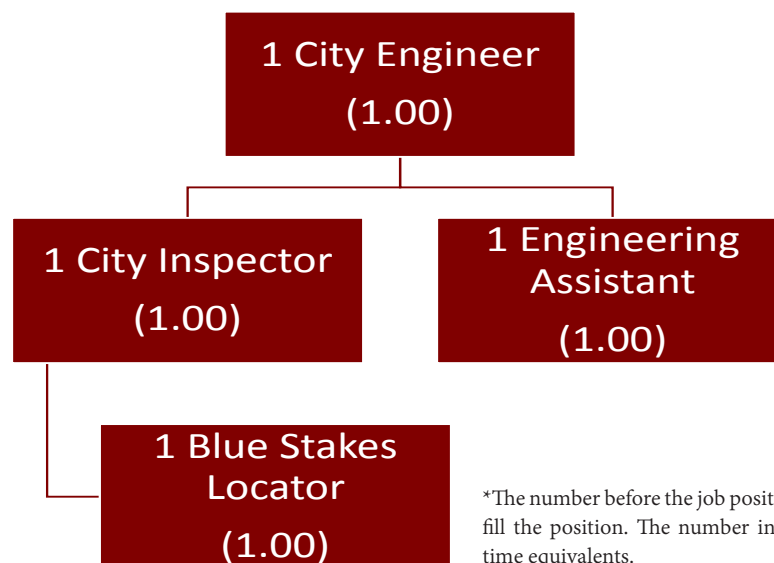 1 City Engineer
(1.00)
1 City Inspector
(1.00)
1 Engineering
Assistant
(1.00)
1 Blue Stakes
Locator
(1.00)
*The number before the job posit
fill the position. The number in
time equivalents.